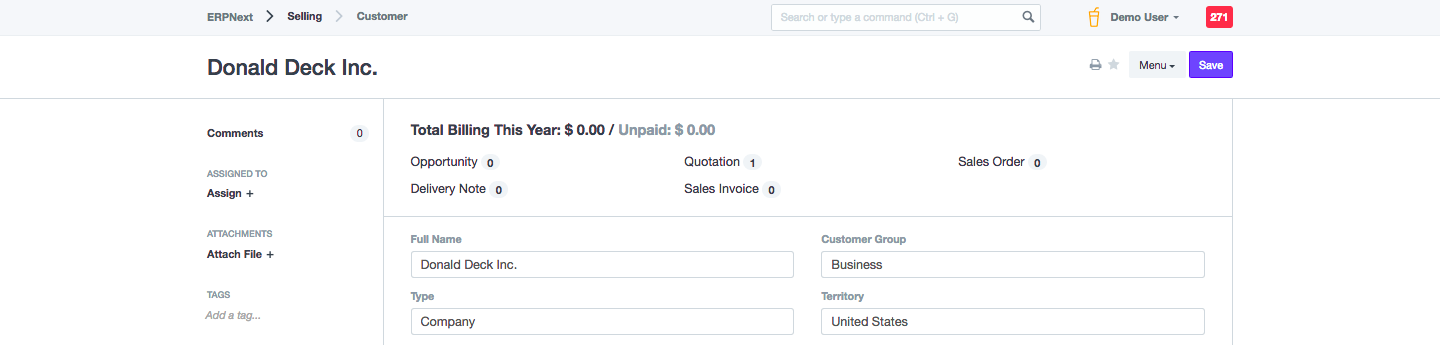 ERPNext Selling Customer
Search or type a command (Ctrl + G)
Demo User
271
Donald Deck Inc.
Menu
Save
Comments 0
ASSIGNED TO
Assign +
ATTACHMENTS
Attach File +
TAGS
Add a tag...
Total Billing This Year: $ 0.00 / Unpaid: $ 0.00
Opportunity 0 Quotation 1 Sales Order 0
Delivery Note 0 Sales Invoice 0
Full Name
Donald Deck Inc.
Customer Group
Business
Type
Company
Territory
United States